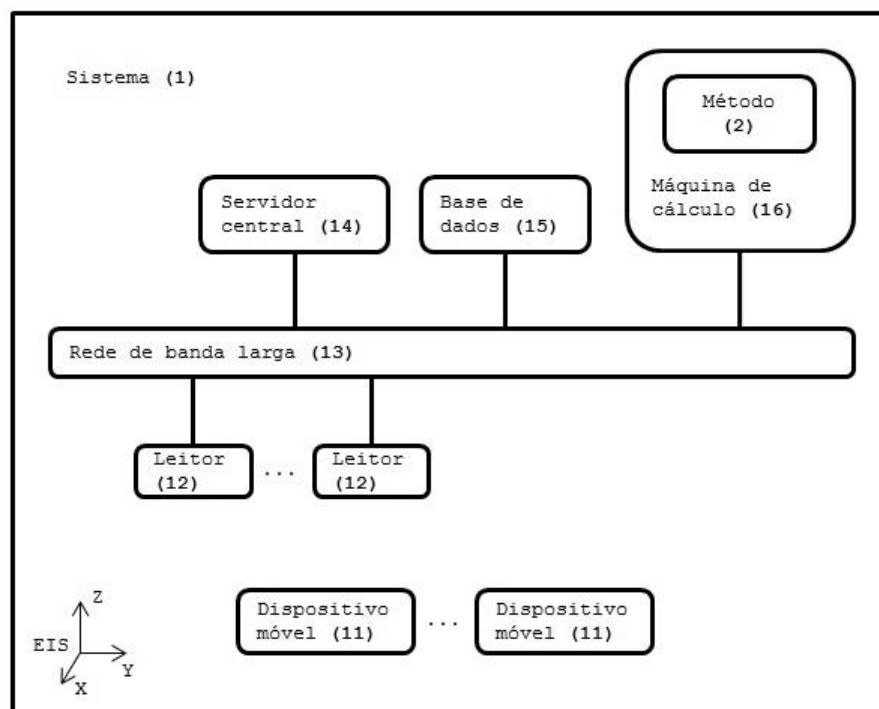 Sistema (1)
Método
(2)
Máquina de
cálculo (16)
Servidor
central (14)
Base de
dados (15)
Rede de banda larga (13)
Leitor
(12)
...
Leitor
(12)
Dispositivo
móvel (11)
...
Dispositivo
móvel (11)
Z
EIS
Y
X